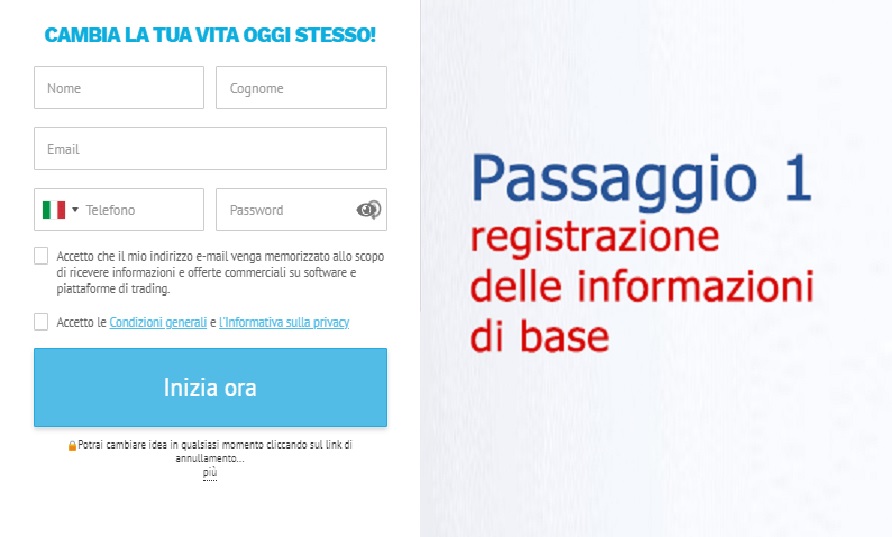 CAMBIA LA TUA VITA OGGI STESSO!
Nome
Cognome
Email
Telefono
Password
Accetto che il mio indirizzo e-mail venga memorizzato allo scopo
di ricevere informazioni e offerte commerciali su software e
piattaforme di trading.
Accetto le Condizioni generali e l'Informativa sulla privacy
Inizia ora
Potrai cambiare idea in qualsiasi momento cliccando sul link di
annullamento...
più
Passaggio 1
registrazione
delle informazioni
di base